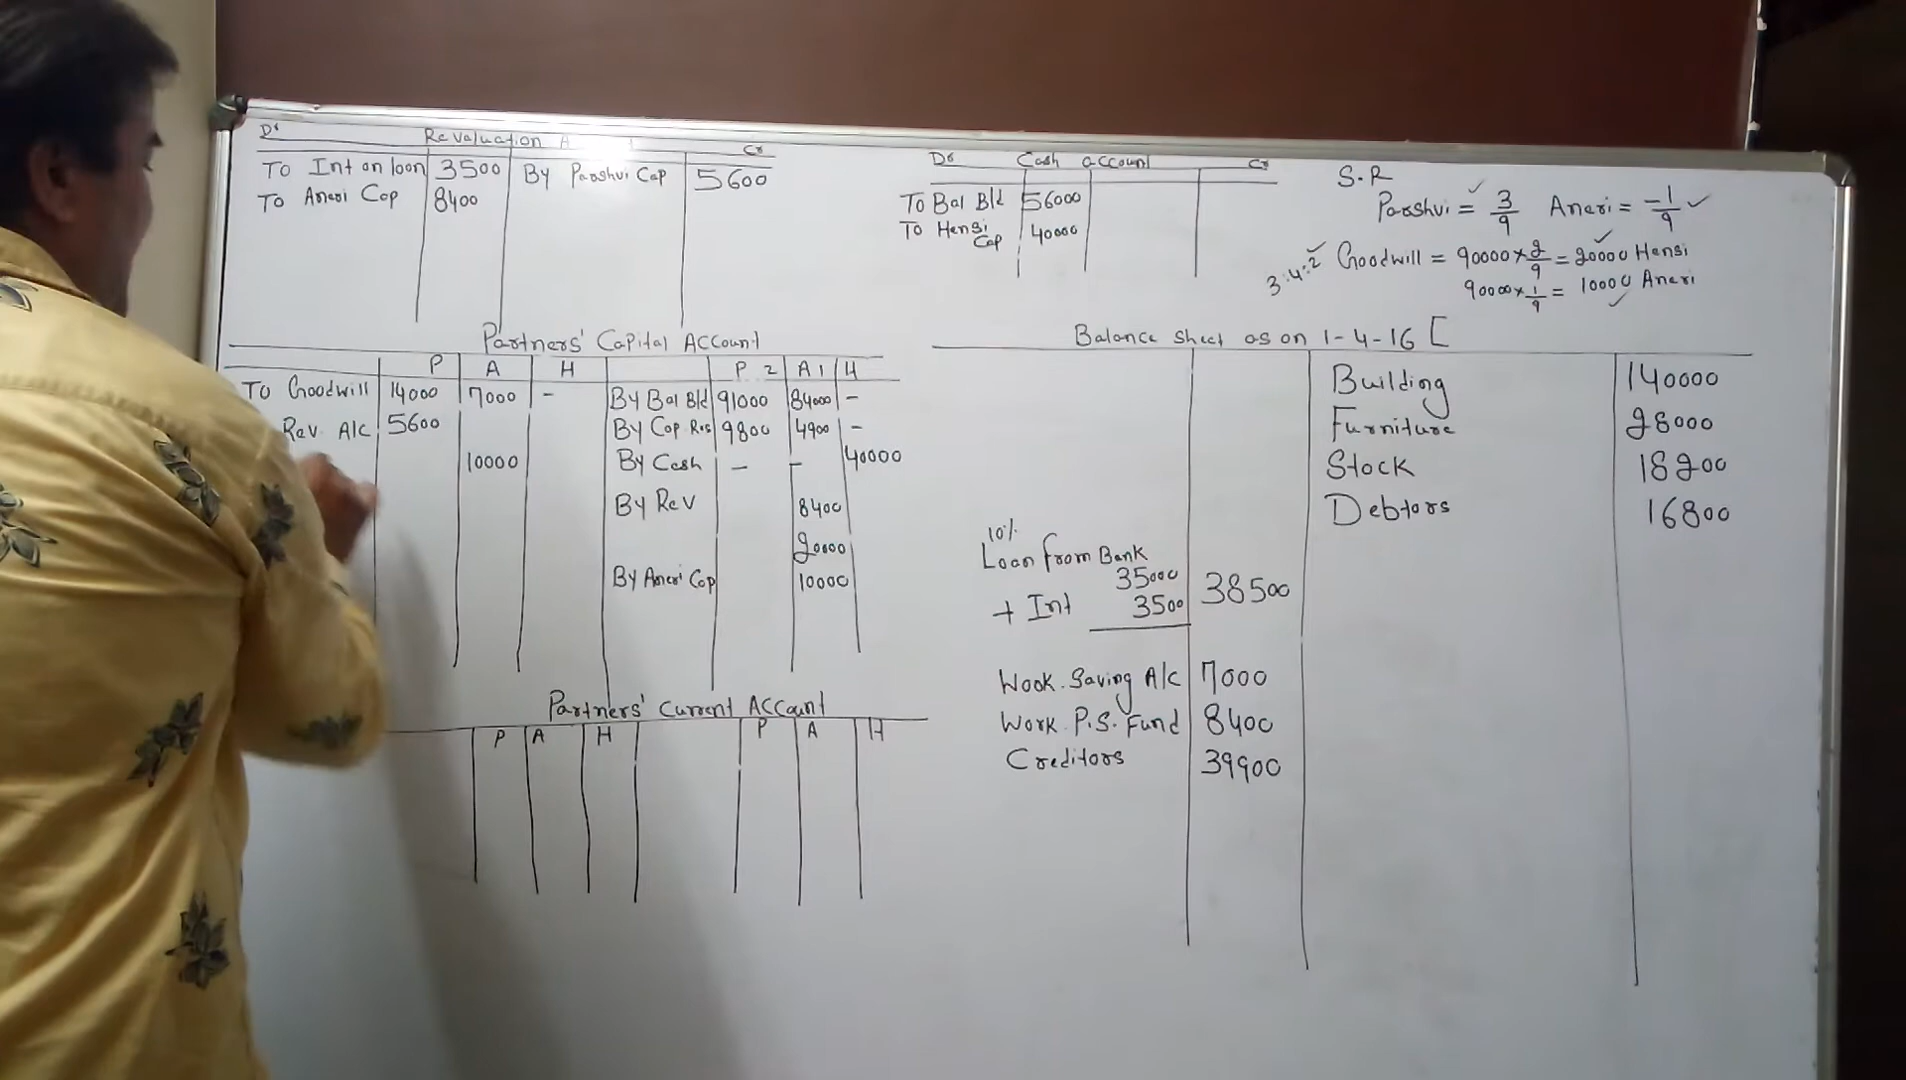 Dr Revaluation A Cr
To Int on loan 3500 By Parshvi Cap 5600
To Aneri Cap 8400
Dr Cash account Cr
To Bal Bld 56000
To Hensi Cap 40000
S.R
Parshvi = 3/9 Aneri = -1/9
3:4:2 Goodwill = 90000 x 2/9 = 20000 Hensi
90000 x 1/9 = 10000 Aneri
Partners' Capital Account
P A H P 2 A 1 H
To Goodwill 14000 7000 - By Bal Bld 91000 84000 -
Rev A/c 5600 By Cap Res 9800 4900 -
10000 By Cash - - 40000
By Rev 8400
20000
By Aneri Cap 10000
Partners' Current Account
P A H P A H
Balance sheet as on 1-4-16 [
Building 140000
Furniture 28000
Stock 18200
Debtors 16800
10%
Loan from Bank
35000
+ Int 3500 38500
Work. Saving A/c 7000
Work. P.S. Fund 8400
Creditors 39900